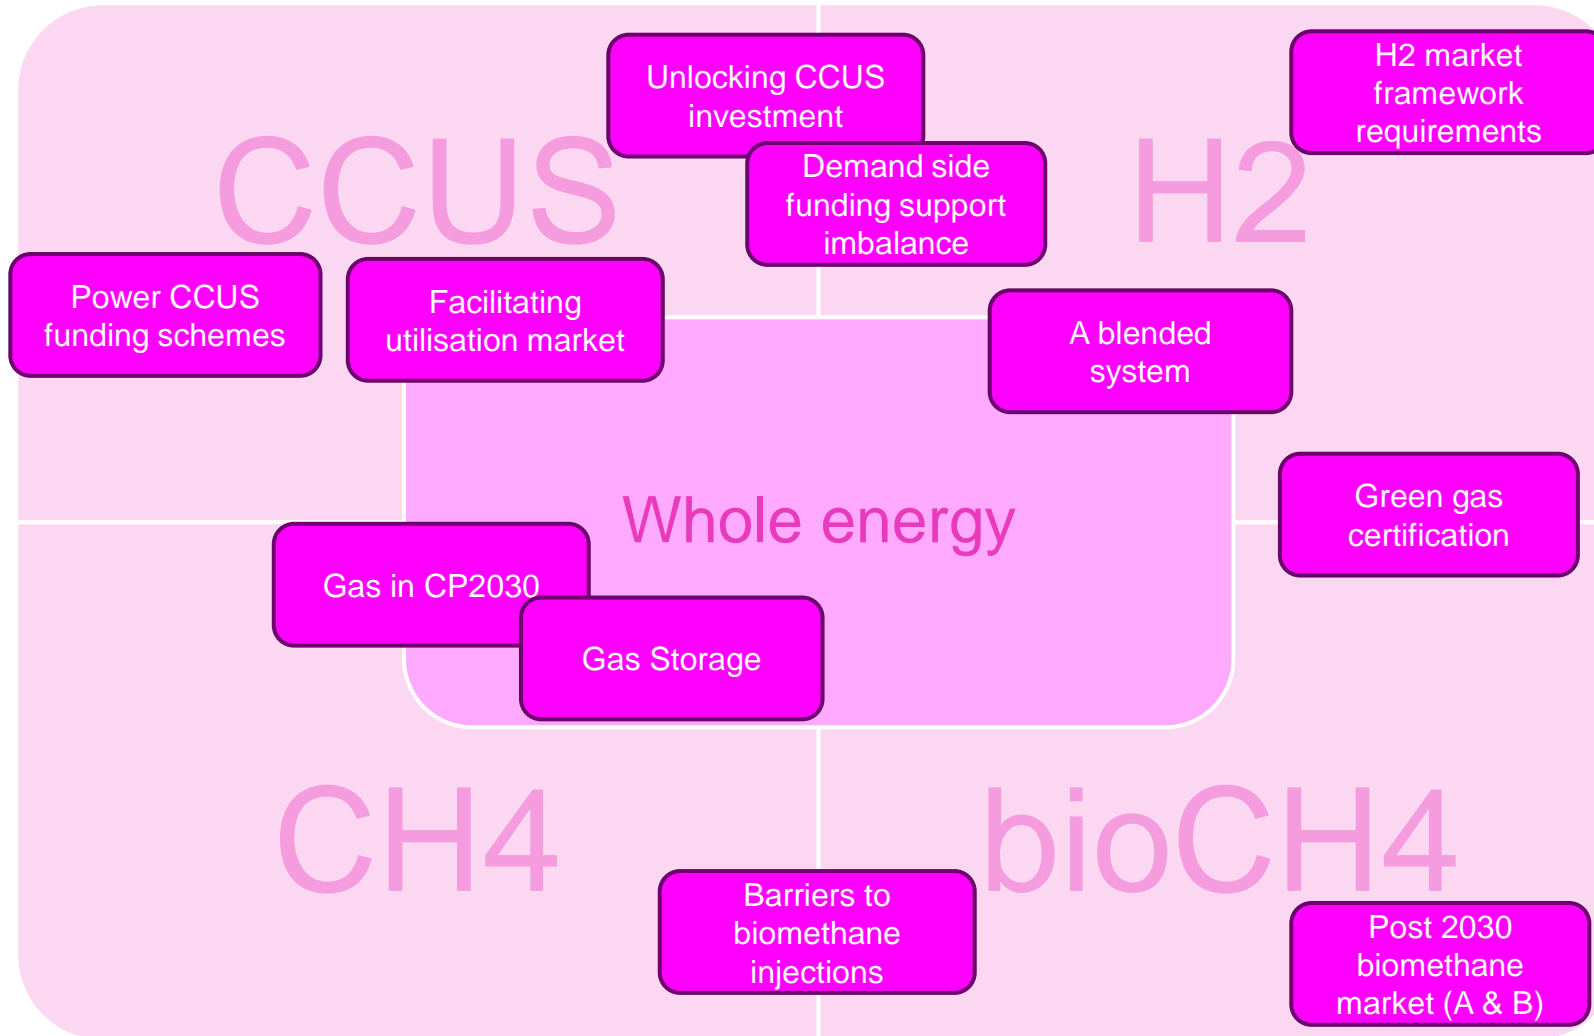 Unlocking CCUS
investment
H2 market
framework
requirements
CCUS
H2
Demand side
funding support
imbalance
Power CCUS
funding schemes
Facilitating
utilisation market
A blended
system
Whole energy
Green gas
certification
Gas in CP2030
Gas Storage
CH4
bioCH4
Barriers to
biomethane
injections
Post 2030
biomethane
market (A & B)